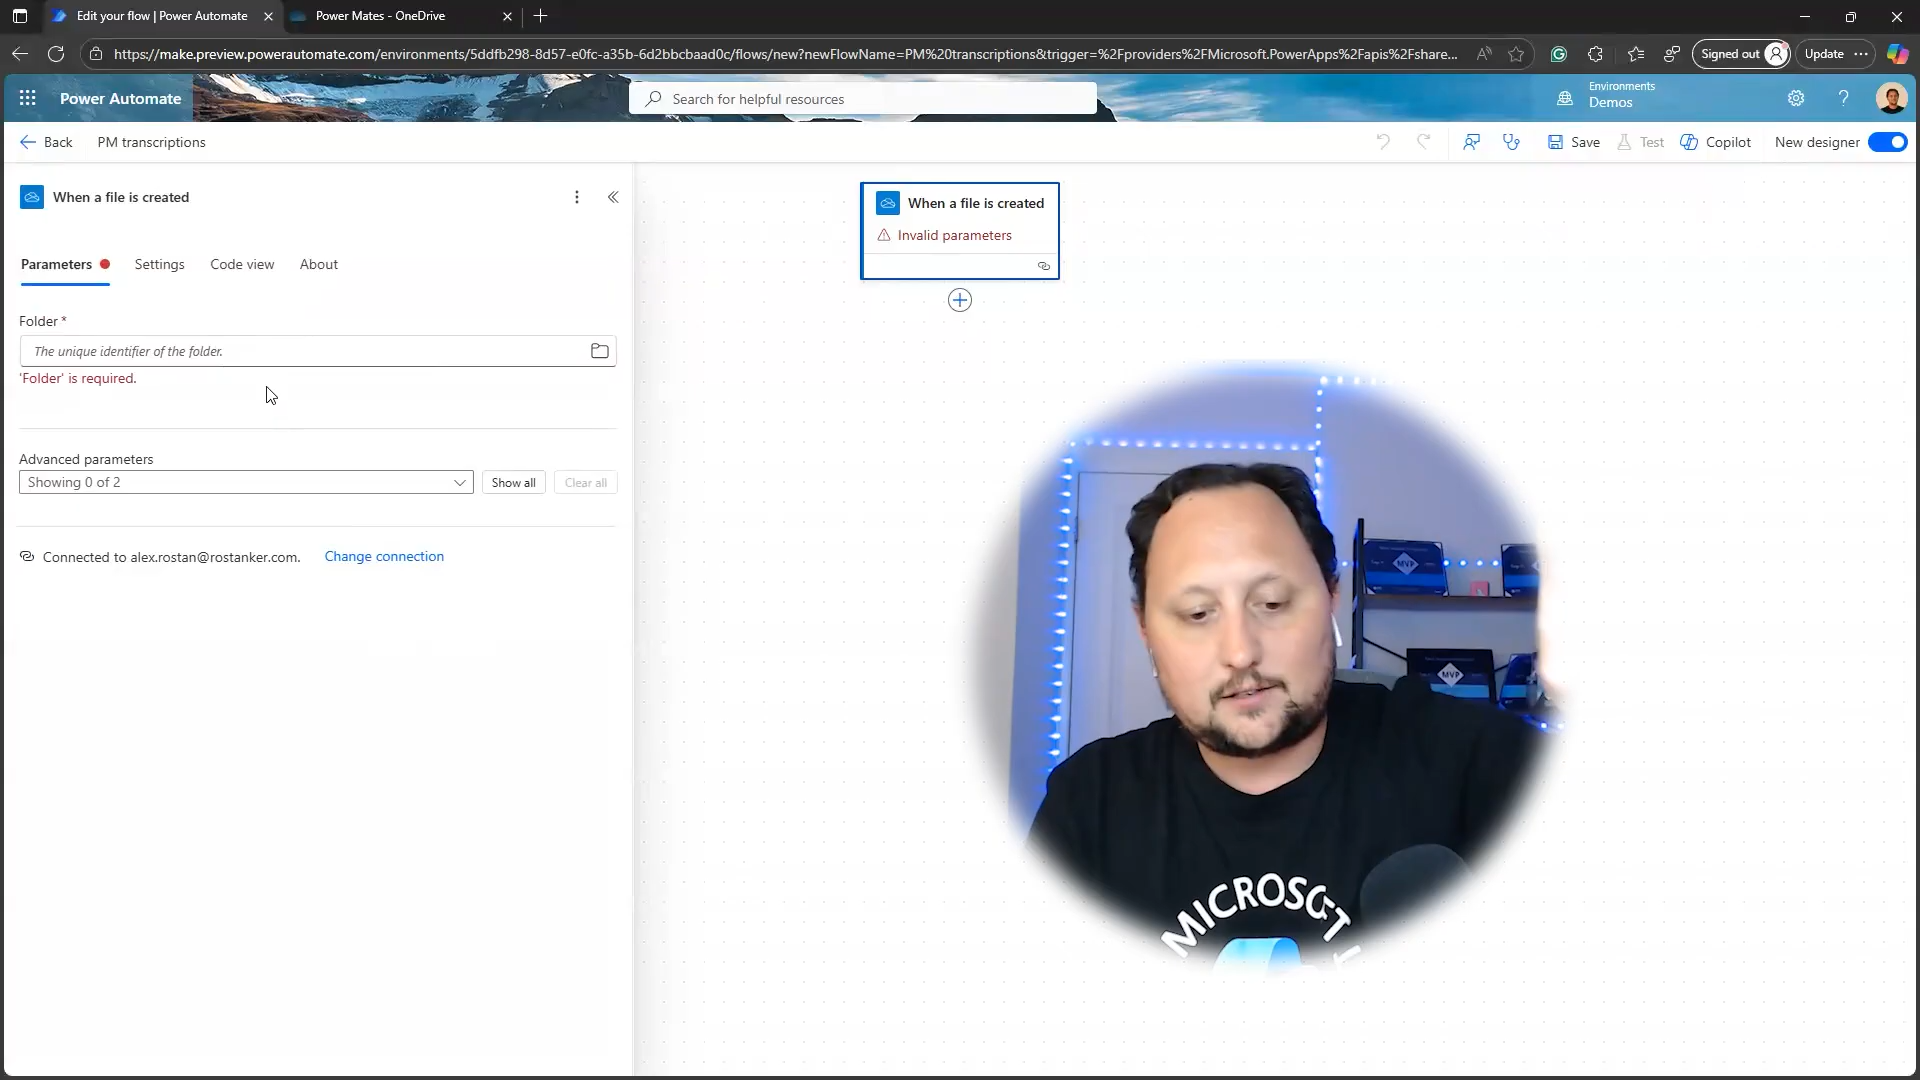 Edit your flow | Power Automate
Power Mates - OneDrive
https://make.preview.powerautomate.com/environments/5ddfb298-8d57-e0fc-a35b-6d2bbcbaad0c/flows/new?newFlowName=PM%20transcriptions&trigger=%2Fproviders%2FMicrosoft.PowerApps%2Fapis%2Fshare...
Signed out
Update
Power Automate
Search for helpful resources
Environments
Demos
Back
PM transcriptions
Save
Test
Copilot
New designer
When a file is created
Parameters
Settings
Code view
About
Folder *
The unique identifier of the folder.
'Folder' is required.
Advanced parameters
Showing 0 of 2
Show all
Clear all
Connected to alex.rostan@rostanker.com.
Change connection
When a file is created
Invalid parameters
MVP
MVP
MICROSOFT